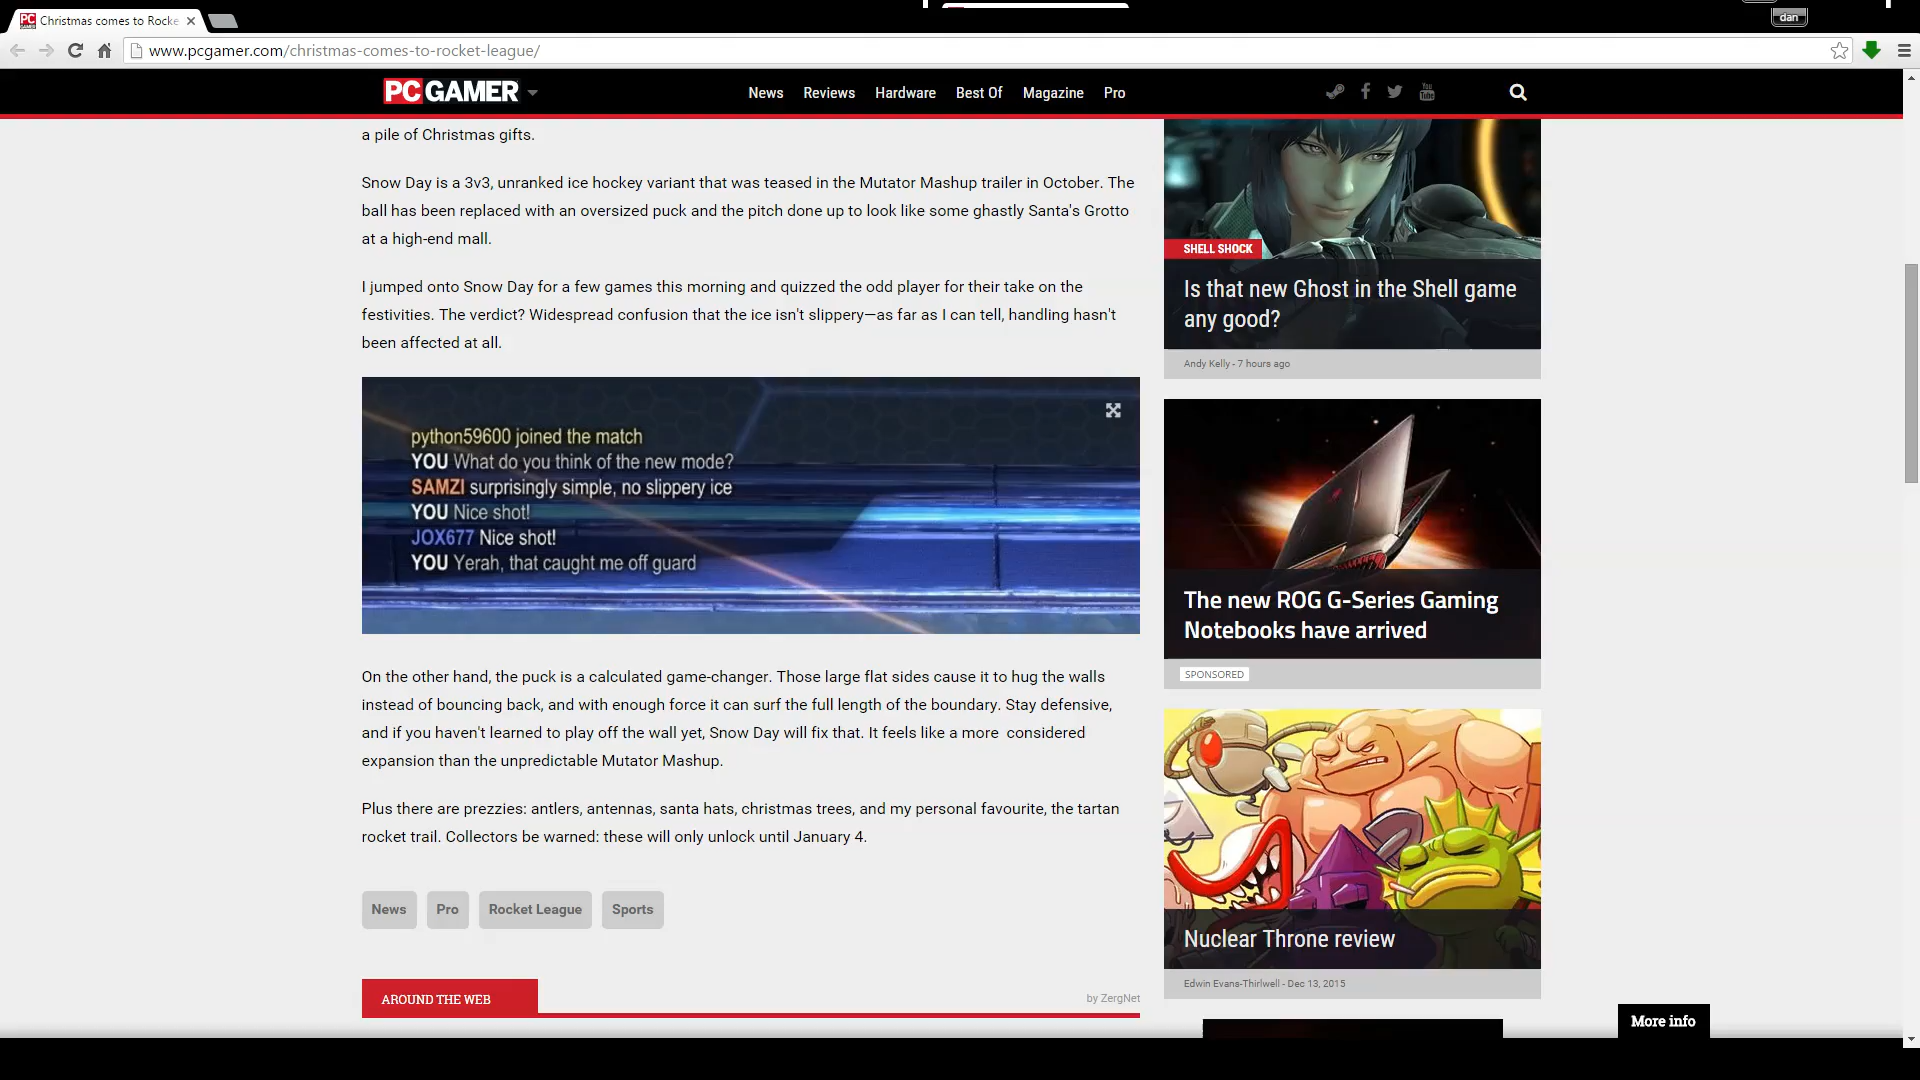 Christmas comes to Rocke
dan
www.pcgamer.com/christmas-comes-to-rocket-league/
PC GAMER
News
Reviews
Hardware
Best Of
Magazine
Pro
You
Tube
a pile of Christmas gifts.
Snow Day is a 3v3, unranked ice hockey variant that was teased in the Mutator Mashup trailer in October. The
ball has been replaced with an oversized puck and the pitch done up to look like some ghastly Santa's Grotto
at a high-end mall.
I jumped onto Snow Day for a few games this morning and quizzed the odd player for their take on the
festivities. The verdict? Widespread confusion that the ice isn't slippery—as far as I can tell, handling hasn't
been affected at all.
python59600 joined the match
YOU What do you think of the new mode?
SAMZI surprisingly simple, no slippery ice
YOU Nice shot!
JOX677 Nice shot!
YOU Yerah, that caught me off guard
On the other hand, the puck is a calculated game-changer. Those large flat sides cause it to hug the walls
instead of bouncing back, and with enough force it can surf the full length of the boundary. Stay defensive,
and if you haven't learned to play off the wall yet, Snow Day will fix that. It feels like a more  considered
expansion than the unpredictable Mutator Mashup.
Plus there are prezzies: antlers, antennas, santa hats, christmas trees, and my personal favourite, the tartan
rocket trail. Collectors be warned: these will only unlock until January 4.
News
Pro
Rocket League
Sports
AROUND THE WEB
by ZergNet
SHELL SHOCK
Is that new Ghost in the Shell game
any good?
Andy Kelly - 7 hours ago
The new ROG G-Series Gaming
Notebooks have arrived
SPONSORED
Nuclear Throne review
Edwin Evans-Thirlwell - Dec 13, 2015
More info